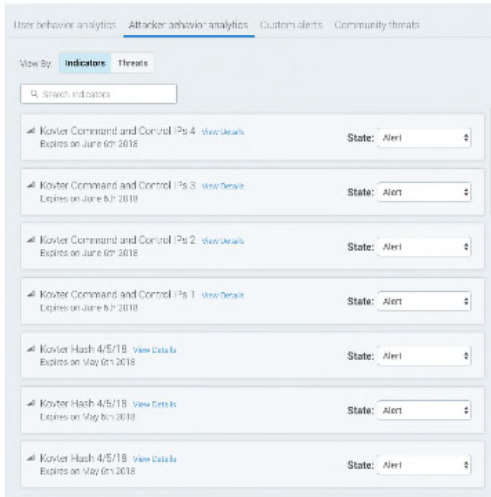 User behavior analytics Attacker behavior analytics Custom alerts Community threats
View By: Indicators Threats
Search indicators
Kovter Command and Control IPs 4 View Details
Expires on June 6th 2018
State: Alert
Kovter Command and Control IPs 3 View Details
Expires on June 6th 2018
State: Alert
Kovter Command and Control IPs 2 View Details
Expires on June 6th 2018
State: Alert
Kovter Command and Control IPs 1 View Details
Expires on June 6th 2018
State: Alert
Kovter Hash 4/5/18 View Details
Expires on May 6th 2018
State: Alert
Kovter Hash 4/5/18 View Details
Expires on May 6th 2018
State: Alert
Kovter Hash 4/5/18 View Details
Expires on May 6th 2018
State: Alert